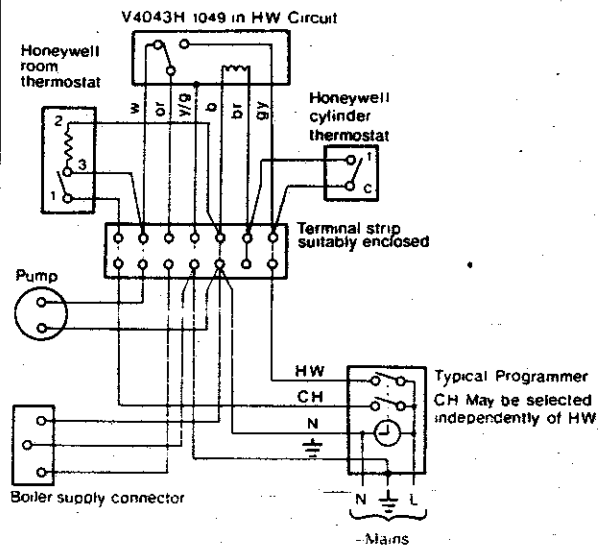 V4043H 1049 in HW Circuit
Honeywell
room
thermostat
Honeywell
cylinder
thermostat
w
or
y/g
b
br
gy
2
3
1
1
C
Terminal strip
suitably enclosed
Pump
HW
CH
N
Typical Programmer
CH May be selected
independently of HW
Boiler supply connector
N
L
Mains